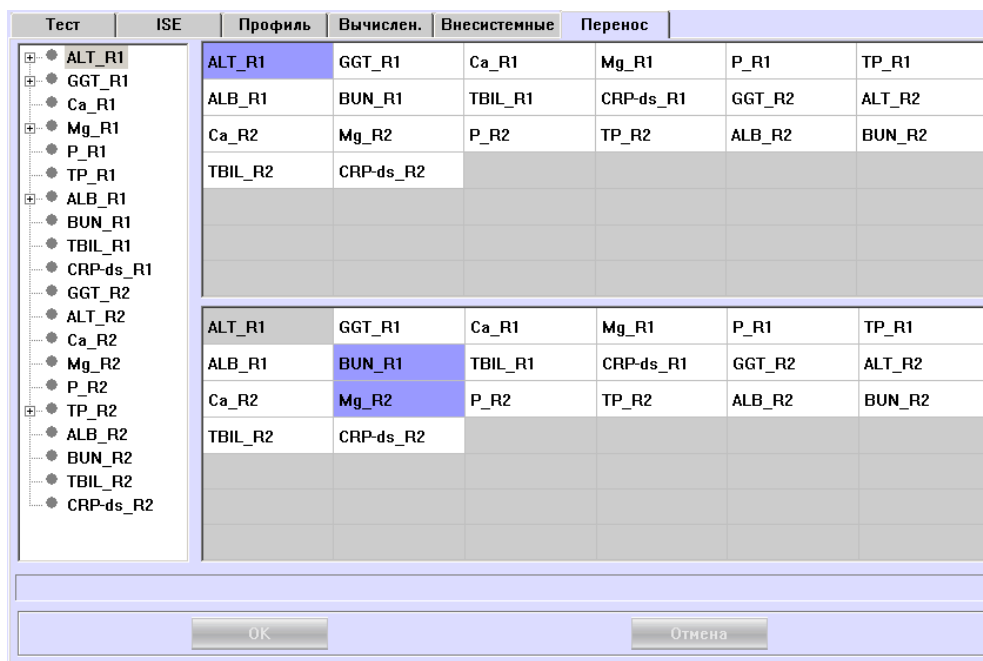 Тест ISE Профиль Вычислен. Внесистемные Перенос
ALT_R1
GGT_R1
Ca_R1
Mg_R1
P_R1
TP_R1
ALB_R1
BUN_R1
TBIL_R1
CRP-ds_R1
GGT_R2
ALT_R2
Ca_R2
Mg_R2
P_R2
TP_R2
ALB_R2
BUN_R2
TBIL_R2
CRP-ds_R2
ALT_R1 GGT_R1 Ca_R1 Mg_R1 P_R1 TP_R1
ALB_R1 BUN_R1 TBIL_R1 CRP-ds_R1 GGT_R2 ALT_R2
Ca_R2 Mg_R2 P_R2 TP_R2 ALB_R2 BUN_R2
TBIL_R2 CRP-ds_R2
ALT_R1 GGT_R1 Ca_R1 Mg_R1 P_R1 TP_R1
ALB_R1 BUN_R1 TBIL_R1 CRP-ds_R1 GGT_R2 ALT_R2
Ca_R2 Mg_R2 P_R2 TP_R2 ALB_R2 BUN_R2
TBIL_R2 CRP-ds_R2
OK Отмена